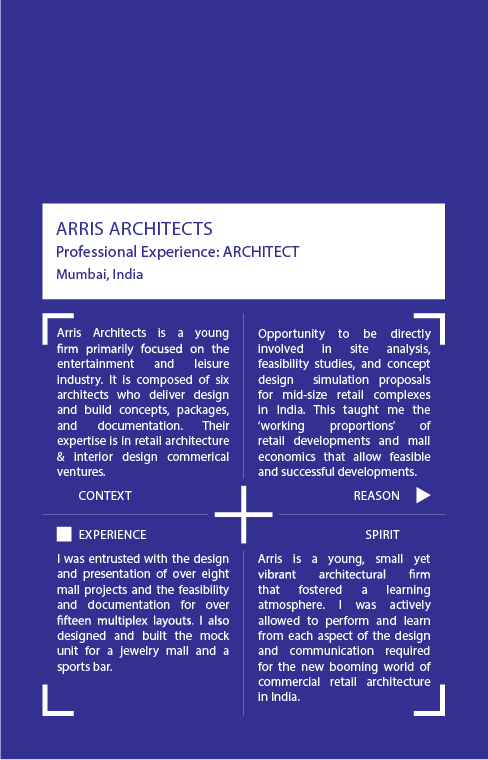 ARRIS ARCHITECTS
Professional Experience: ARCHITECT
Mumbai, India
Arris Architects is a young
firm primarily focused on the
entertainment and leisure
industry. It is composed of six
architects who deliver design
and build concepts, packages,
and documentation. Their
expertise is in retail architecture
& interior design commerical
ventures.
CONTEXT
Opportunity to be directly
involved in site analysis,
feasibility studies, and concept
design simulation proposals
for mid-size retail complexes
in India. This taught me the
‘working proportions’ of
retail developments and mall
economics that allow feasible
and successful developments.
REASON
EXPERIENCE
I was entrusted with the design
and presentation of over eight
mall projects and the feasibility
and documentation for over
fifteen multiplex layouts. I also
designed and built the mock
unit for a jewelry mall and a
sports bar.
SPIRIT
Arris is a young, small yet
vibrant architectural firm
that fostered a learning
atmosphere. I was actively
allowed to perform and learn
from each aspect of the design
and communication required
for the new booming world of
commercial retail architecture
in India.